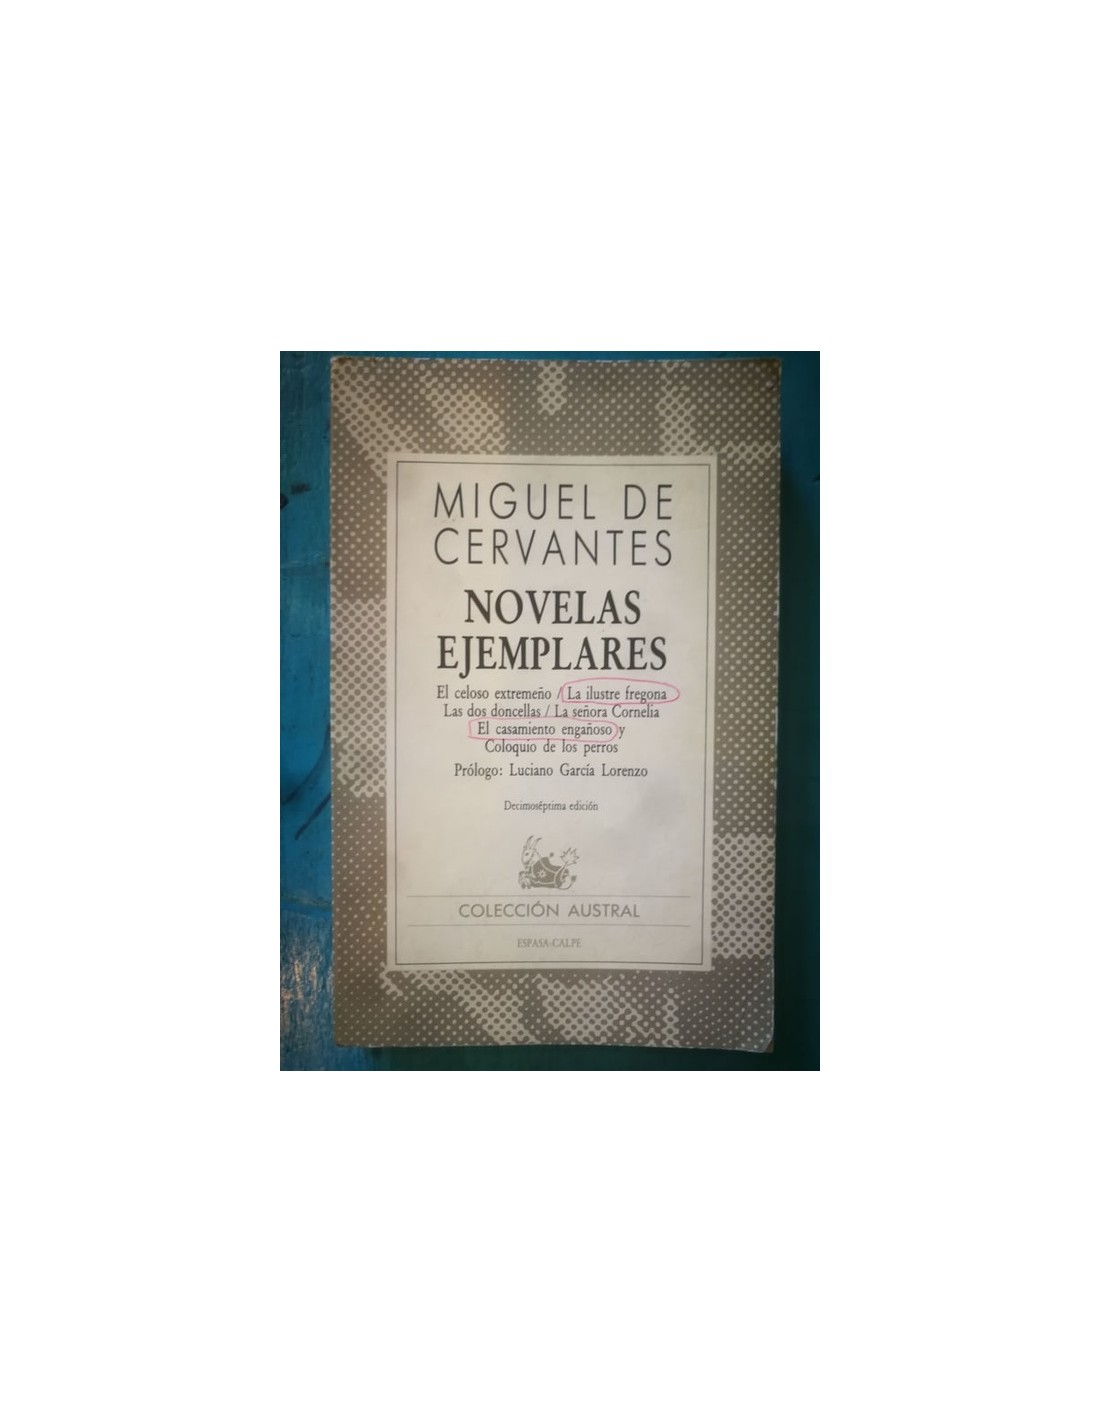 MIGUEL DE
CERVANTES
NOVELAS
EJEMPLARES
El celoso extremeño / La ilustre fregona
Las dos doncellas / La señora Cornelia
El casamiento engañoso y
Coloquio de los perros
Prólogo: Luciano García Lorenzo
Decimoséptima edición
COLECCIÓN AUSTRAL
ESPASA-CALPE